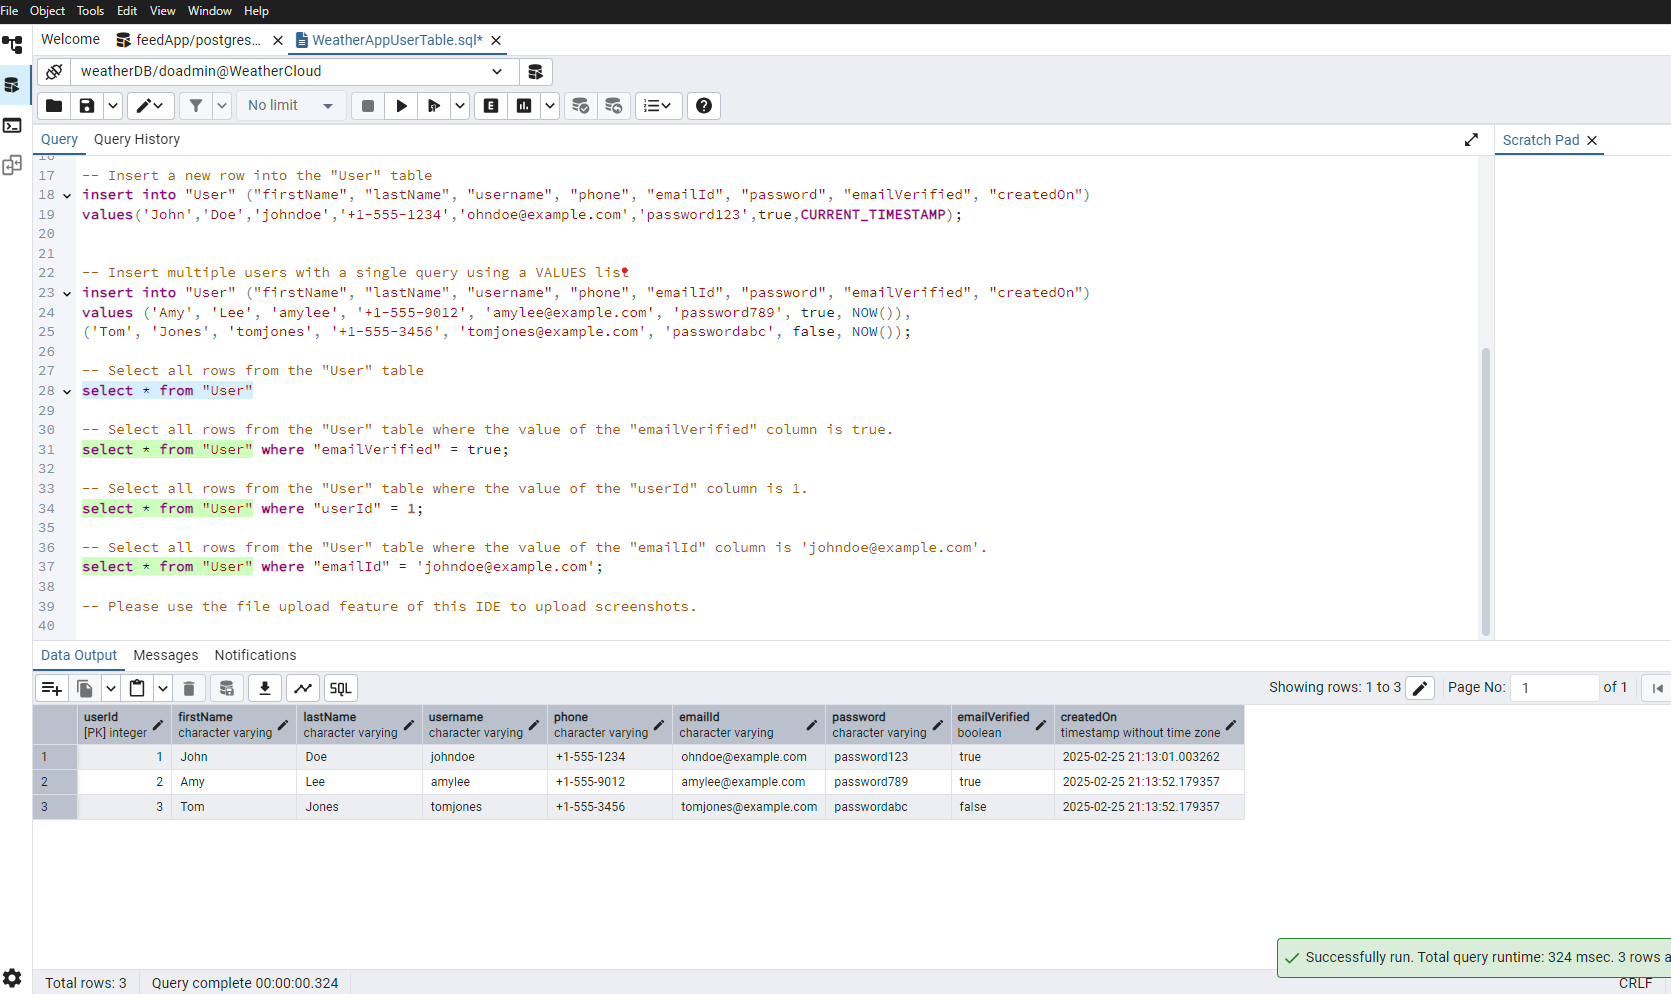 File Object Tools Edit View Window Help
Welcome feedApp/postgres... WeatherAppUserTable.sql*
weatherDB/doadmin@WeatherCloud
No limit E
Query Query History Scratch Pad
16
17 -- Insert a new row into the "User" table
18 insert into "User" ("firstName", "lastName", "username", "phone", "emailId", "password", "emailVerified", "createdOn")
19 values('John','Doe','johndoe','+1-555-1234','ohndoe@example.com','password123',true,CURRENT_TIMESTAMP);
20
21
22 -- Insert multiple users with a single query using a VALUES list
23 insert into "User" ("firstName", "lastName", "username", "phone", "emailId", "password", "emailVerified", "createdOn")
24 values ('Amy', 'Lee', 'amylee', '+1-555-9012', 'amylee@example.com', 'password789', true, NOW()),
25 ('Tom', 'Jones', 'tomjones', '+1-555-3456', 'tomjones@example.com', 'passwordabc', false, NOW());
26
27 -- Select all rows from the "User" table
28 select * from "User"
29
30 -- Select all rows from the "User" table where the value of the "emailVerified" column is true.
31 select * from "User" where "emailVerified" = true;
32
33 -- Select all rows from the "User" table where the value of the "userId" column is 1.
34 select * from "User" where "userId" = 1;
35
36 -- Select all rows from the "User" table where the value of the "emailId" column is 'johndoe@example.com'.
37 select * from "User" where "emailId" = 'johndoe@example.com';
38
39 -- Please use the file upload feature of this IDE to upload screenshots.
40
Data Output Messages Notifications
SQL Showing rows: 1 to 3 Page No: 1 of 1
userId firstName lastName username phone emailId password emailVerified createdOn
[PK] integer character varying character varying character varying character varying character varying character varying boolean timestamp without time zone
1 1 John Doe johndoe +1-555-1234 ohndoe@example.com password123 true 2025-02-25 21:13:01.003262
2 2 Amy Lee amylee +1-555-9012 amylee@example.com password789 true 2025-02-25 21:13:52.179357
3 3 Tom Jones tomjones +1-555-3456 tomjones@example.com passwordabc false 2025-02-25 21:13:52.179357
Successfully run. Total query runtime: 324 msec. 3 rows a
Total rows: 3 Query complete 00:00:00.324 CRLF